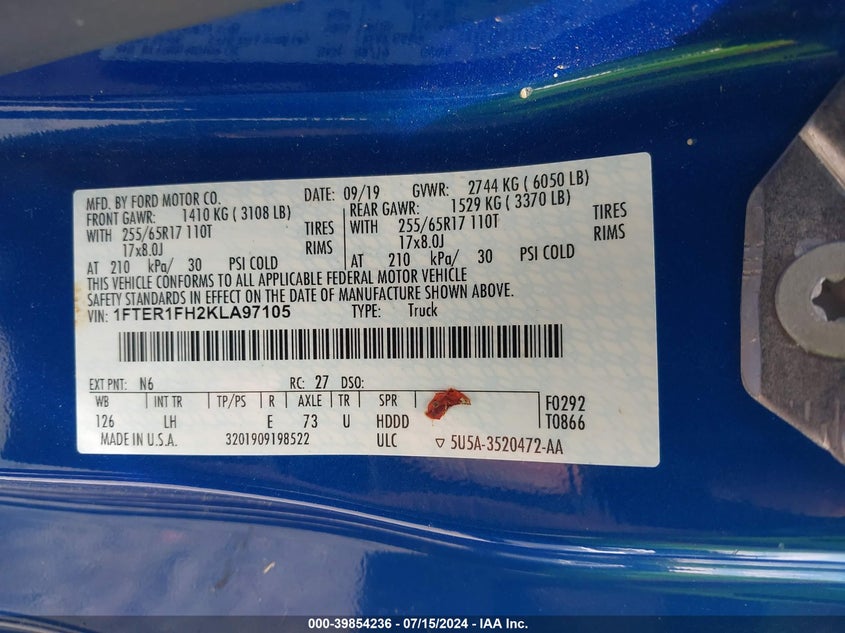 MFD. BY FORD MOTOR CO. DATE: 09/19 GVWR: 2744 KG ( 6050 LB)
FRONT GAWR: 1410 KG ( 3108 LB) REAR GAWR: 1529 KG ( 3370 LB)
WITH 255/65R17 110T TIRES WITH 255/65R17 110T TIRES
17x8.0J RIMS 17x8.0J RIMS
AT 210 kPa/ 30 PSI COLD AT 210 kPa/ 30 PSI COLD
THIS VEHICLE CONFORMS TO ALL APPLICABLE FEDERAL MOTOR VEHICLE
SAFETY STANDARDS IN EFFECT ON THE DATE OF MANUFACTURE SHOWN ABOVE.
VIN: 1FTER1FH2KLA97105 TYPE: Truck
EXT PNT: N6 RC: 27 DSO:
WB INT TR TP/PS R AXLE TR SPR F0292
126 LH E 73 U HDDD T0866
MADE IN U.S.A. 3201909198522 ULC ▽ 5U5A-3520472-AA
000-39854236 - 07/15/2024 - IAA Inc.